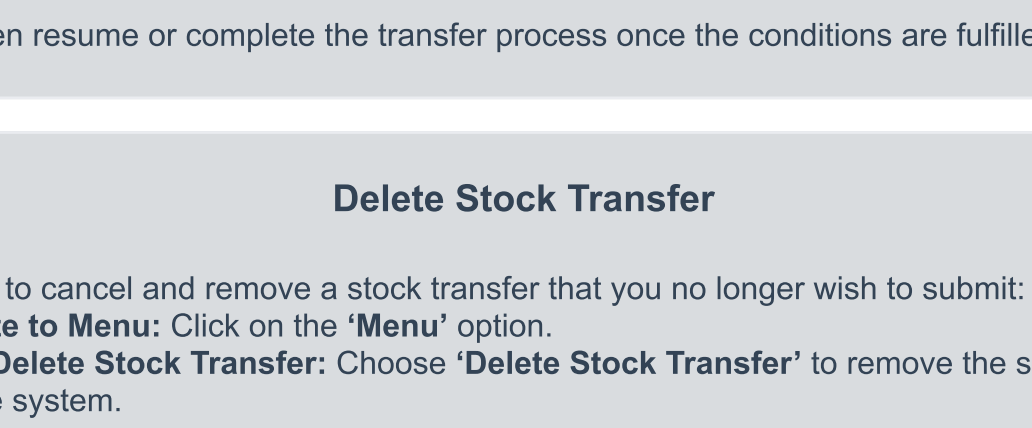 en resume or complete the transfer process once the conditions are fulfille
Delete Stock Transfer
to cancel and remove a stock transfer that you no longer wish to submit:
te to Menu: Click on the ‘Menu’ option.
Delete Stock Transfer: Choose ‘Delete Stock Transfer’ to remove the s
e system.